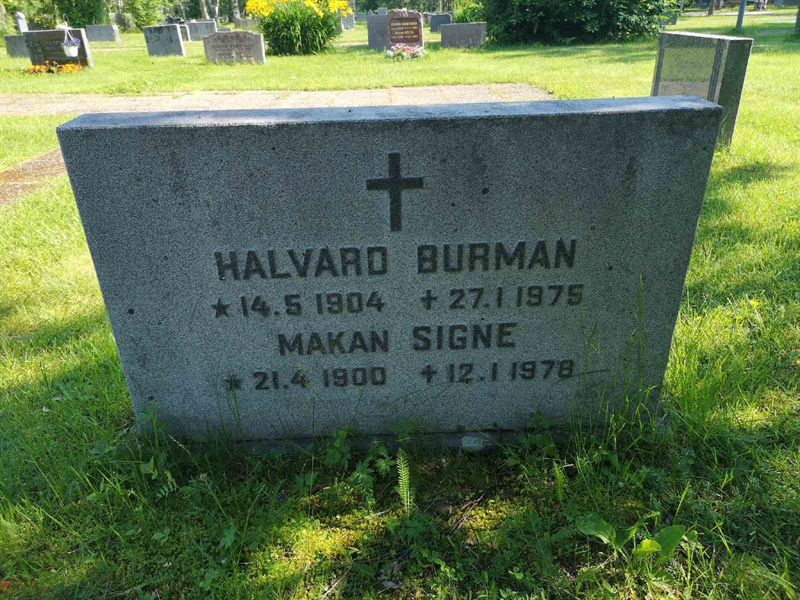 HALVARD BURMAN
★ 14.5 1904 ✝ 27.1 1975
MAKAN SIGNE
★ 21.4 1900 ✝ 12.1 1978